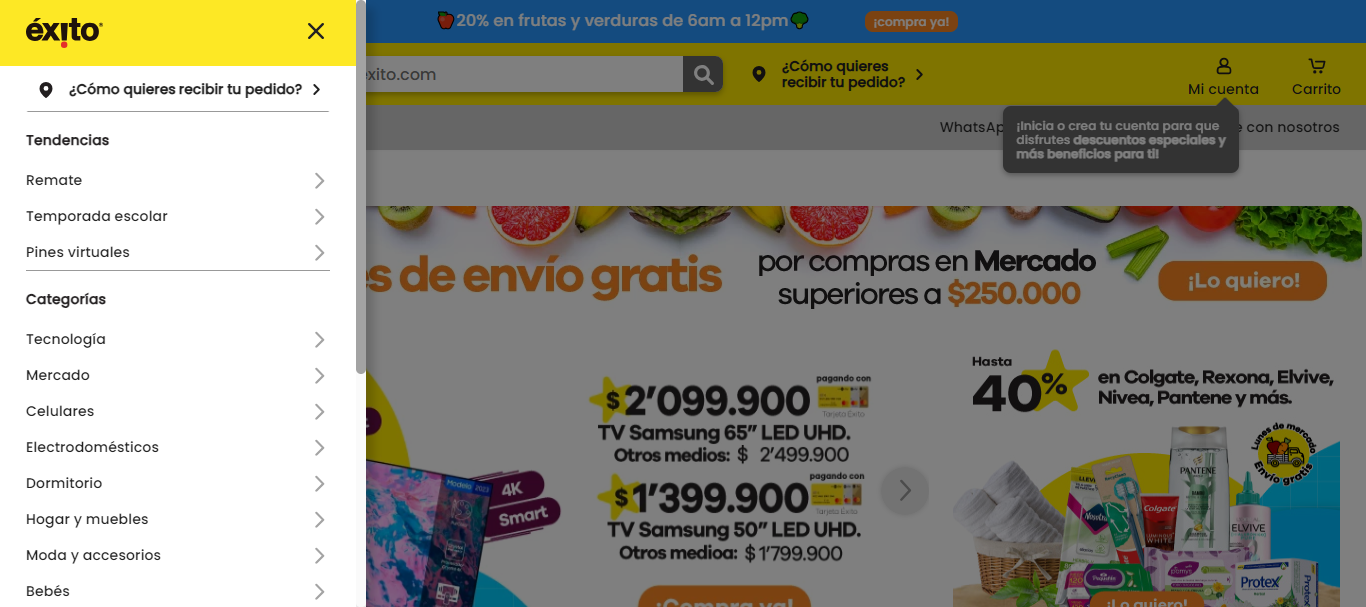 éxito
¿Cómo quieres recibir tu pedido?
Tendencias
Remate
Temporada escolar
Pines virtuales
Categorías
Tecnología
Mercado
Celulares
Electrodomésticos
Dormitorio
Hogar y muebles
Moda y accesorios
Bebés
20% en frutas y verduras de 6am a 12pm
¡compra ya!
exito.com
¿Cómo quieres
recibir tu pedido?
Mi cuenta
Carrito
con nosotros
¡Inicia o crea tu cuenta para que
disfrutes descuentos especiales y
más beneficios para ti!
de envío gratis
por compras en Mercado
superiores a $250.000
¡Lo quiero!
pagando con
$2’099.900
Tarjeta Éxito
TV Samsung 65” LED UHD.
Otros medios: $ 2’499.900
pagando con
$1’399.900
Tarjeta Éxito
TV Samsung 50” LED UHD.
Otros medioa: $ 1’799.900
¡Compra ya!
Modelo 2023
4K
Smart
Hasta
40%
en Colgate, Rexona, Elvive,
Nivea, Pantene y más.
Lunes de mercado
Envío gratis
PANTENE
Colgate
ELVIVE
Protex
¡Lo quiero!